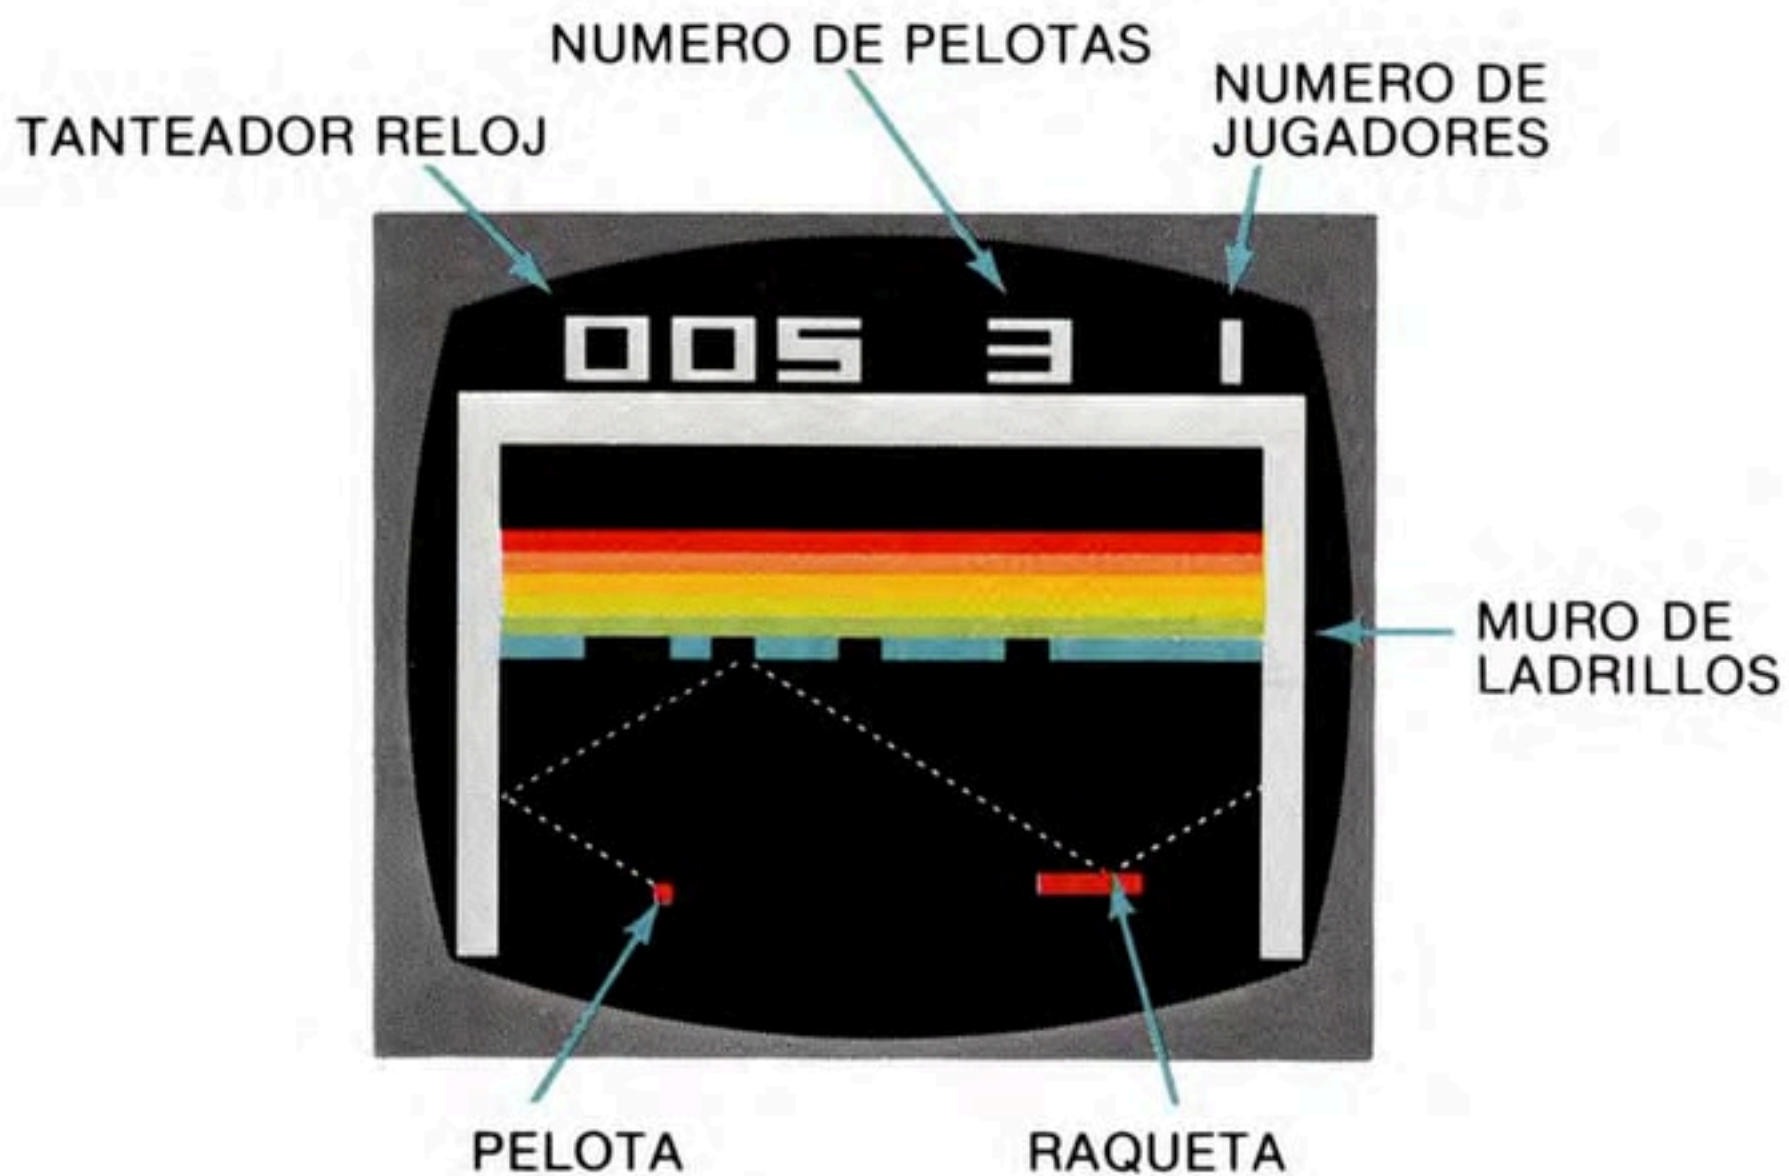 NUMERO DE PELOTAS
NUMERO DE
JUGADORES
TANTEADOR RELOJ
005 3 1
MURO DE
LADRILLOS
PELOTA
RAQUETA